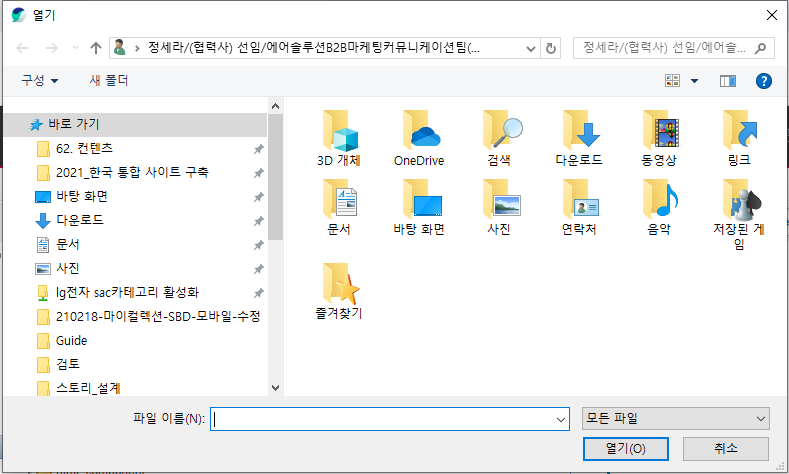 열기
정세라/(협력사) 선임/에어솔루션B2B마케팅커뮤니케이션팀(...
정세라/(협력사) 선임/에어솔...
구성
새 폴더
바로 가기
62. 컨텐츠
2021_한국 통합 사이트 구축
바탕 화면
다운로드
문서
사진
lg전자 sac카테고리 활성화
210218-마이컬렉션-SBD-모바일-수정
Guide
검토
스토리_설계
3D 개체
OneDrive
검색
다운로드
동영상
링크
문서
바탕 화면
사진
연락처
음악
저장된 게
임
즐겨찾기
파일 이름(N):
모든 파일
열기(O)
취소